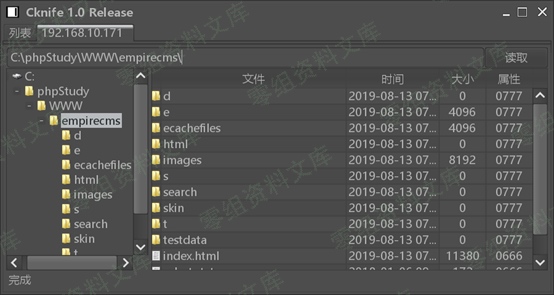 Cknife 1.0 Release
列表 192.168.10.171
C:\phpStudy\WWW\empirecms\ 读取
C:
phpStudy
WWW
empirecms
d
e
ecachefiles
html
images
s
search
skin
t
文件 时间 大小 属性
d 2019-08-13 07... 0 0777
e 2019-08-13 07... 4096 0777
ecachefiles 2019-08-13 07... 4096 0777
html 2019-08-13 07... 0 0777
images 2019-08-13 07... 8192 0777
s 2019-08-13 07... 0 0777
search 2019-08-13 07... 0 0777
skin 2019-08-13 07... 0 0777
t 2019-08-13 07... 0 0777
testdata 2019-08-13 07... 0 0777
index.html 2019-08-13 07... 11380 0666
完成
零组资料文库